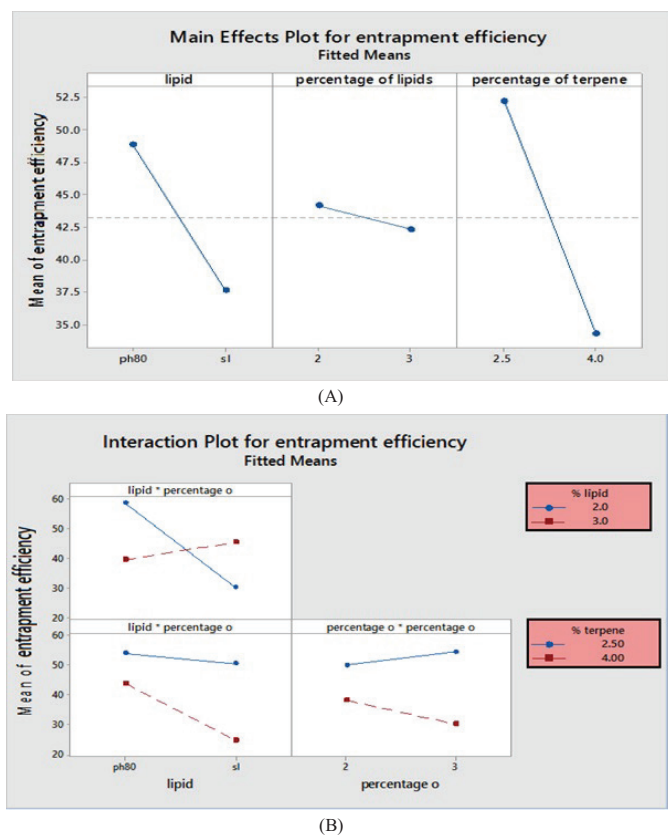 Main Effects Plot for entrapment efficiency
Fitted Means
lipid
percentage of lipids
percentage of terpene
Mean of entrapment efficiency
52.5
50.0
47.5
45.0
42.5
40.0
37.5
35.0
ph80
sl
2
3
2.5
4.0
(A)
Interaction Plot for entrapment efficiency
Fitted Means
lipid * percentage o
Mean of entrapment efficiency
60
50
40
30
20
% lipid
2.0
3.0
lipid * percentage o
percentage o * percentage o
60
50
40
30
20
% terpene
2.50
4.00
ph80
sl
2
3
lipid
percentage o
(B)